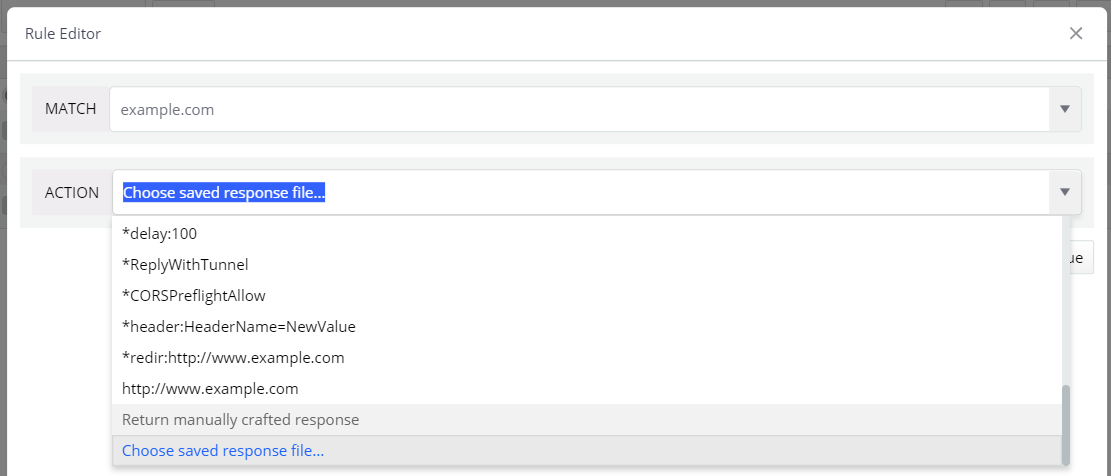 Rule Editor
MATCH
example.com
ACTION
Choose saved response file...
*delay:100
*ReplyWithTunnel
*CORSPreflightAllow
*header:HeaderName=NewValue
*redir:http://www.example.com
http://www.example.com
Return manually crafted response
Choose saved response file...